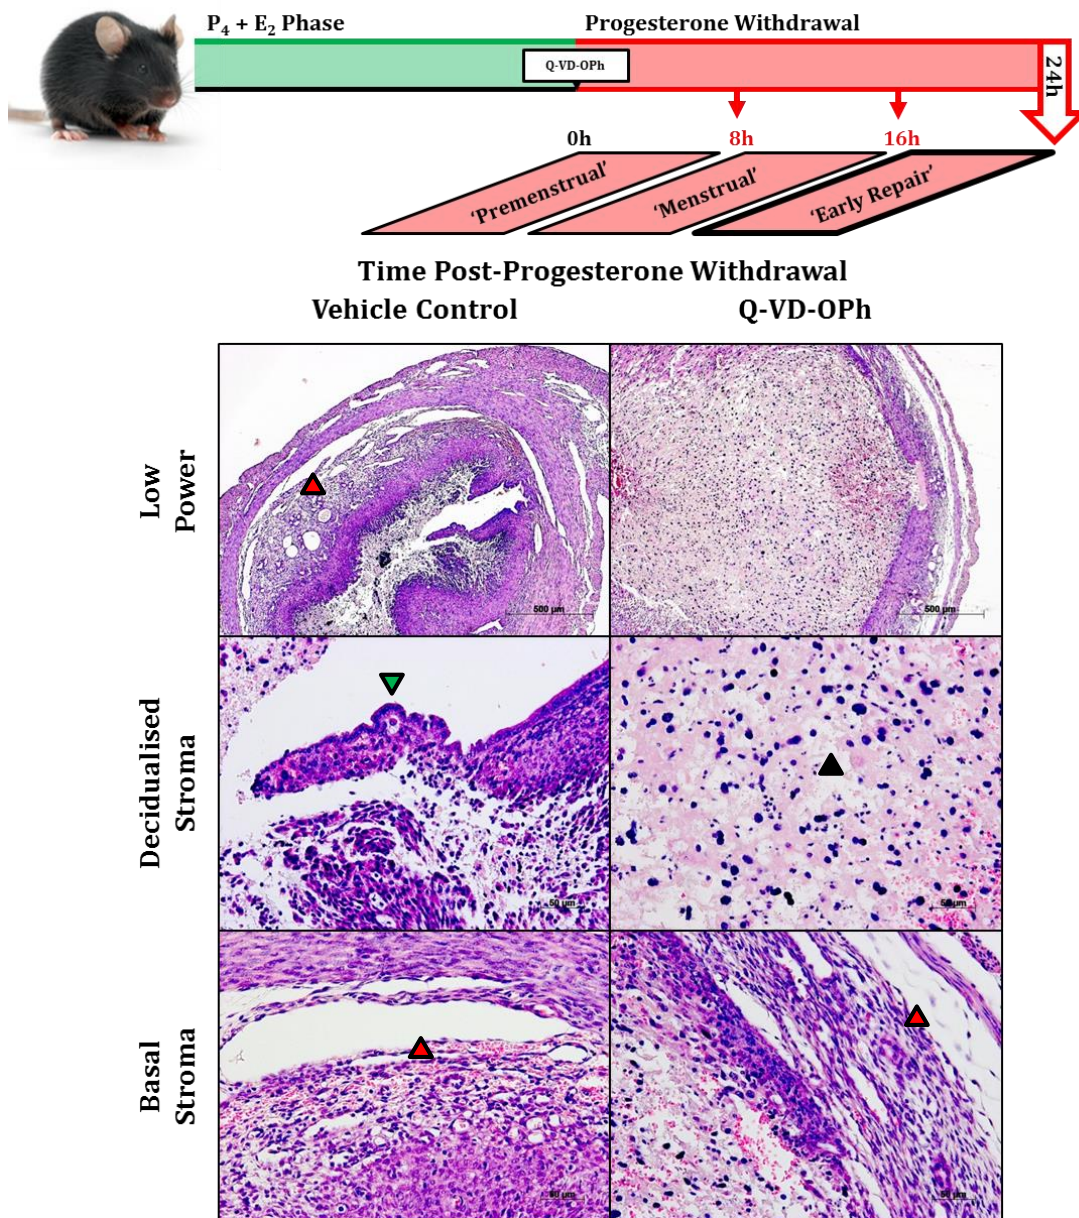 P₄ + E₂ Phase
Progesterone Withdrawal
Q-VD-OPh
24h
0h
8h
16h
‘Premenstrual’
‘Menstrual’
‘Early Repair’
Time Post-Progesterone Withdrawal
Vehicle Control
Q-VD-OPh
Low
Power
500 µm
500 µm
Decidualised
Stroma
50 µm
50 µm
Basal
Stroma
50 µm
50 µm